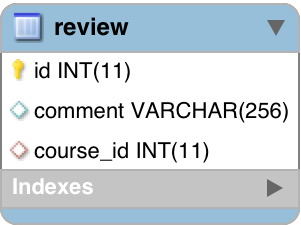 review
id INT(11)
comment VARCHAR(256)
course_id INT(11)
Indexes